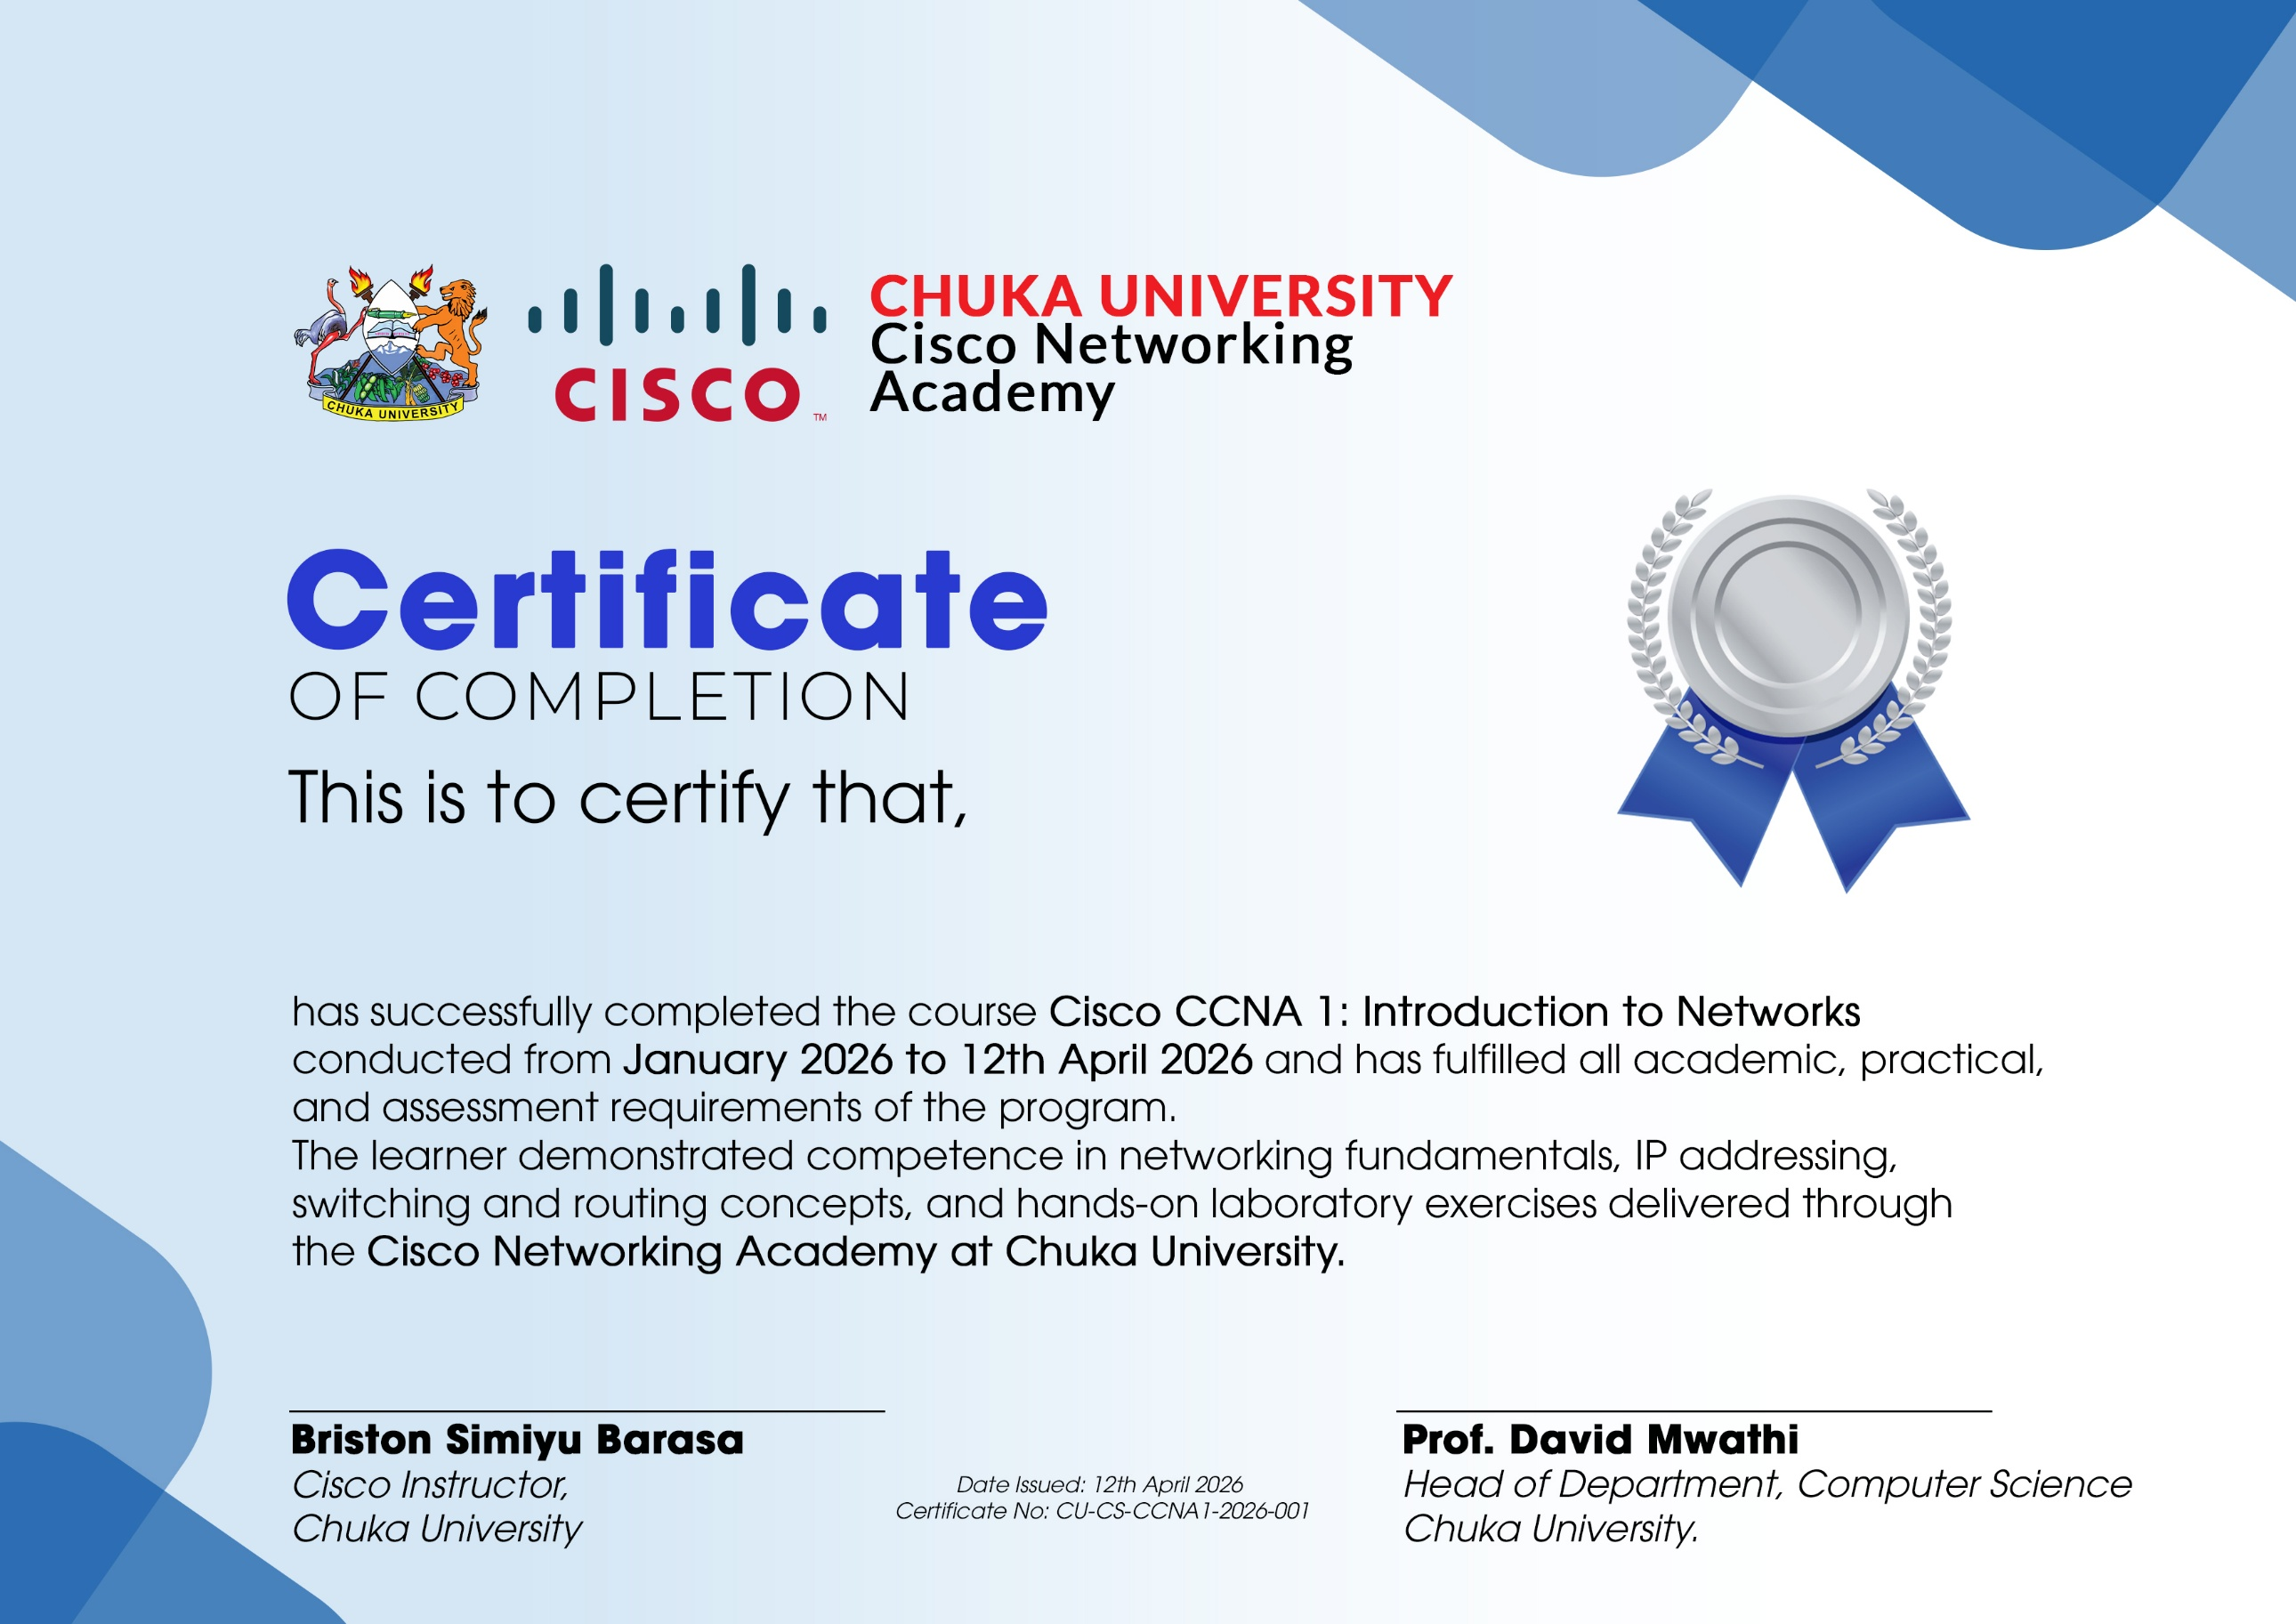 CHUKA UNIVERSITY
CISCO
TM
CHUKA UNIVERSITY
Cisco Networking
Academy
Certificate
OF COMPLETION
This is to certify that,
has successfully completed the course Cisco CCNA 1: Introduction to Networks
conducted from January 2026 to 12th April 2026 and has fulfilled all academic, practical,
and assessment requirements of the program.
The learner demonstrated competence in networking fundamentals, IP addressing,
switching and routing concepts, and hands-on laboratory exercises delivered through
the Cisco Networking Academy at Chuka University.
Briston Simiyu Barasa
Cisco Instructor,
Chuka University
Date Issued: 12th April 2026
Certificate No: CU-CS-CCNA1-2026-001
Prof. David Mwathi
Head of Department, Computer Science
Chuka University.